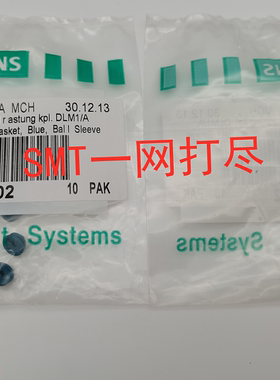 NS
A MCH 30.12.13
rastung kpl. DLM1/A
asket, Blue, Ball Sleeve
SMT一网打尽
02 10 PAK
t Systems
Systems